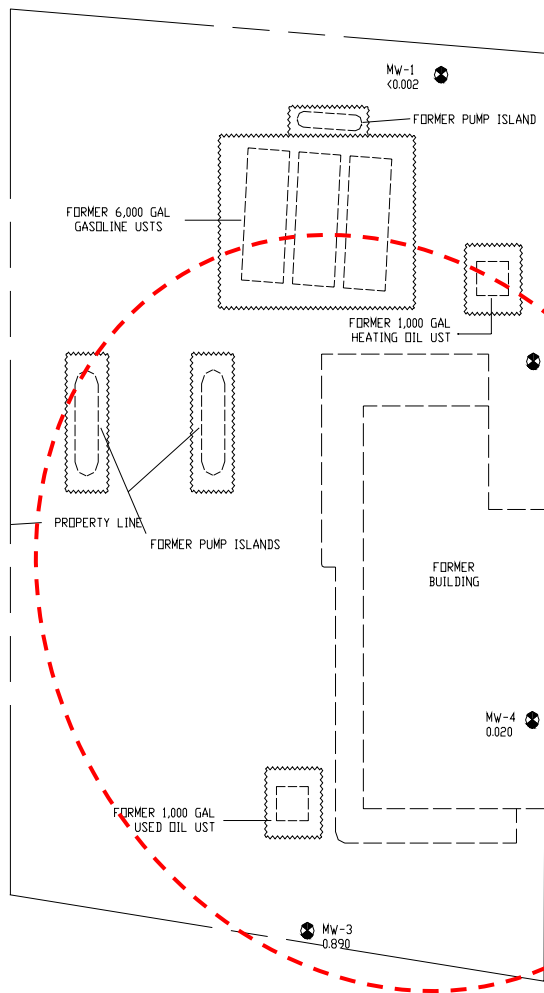 MW-1
<0.002
FORMER PUMP ISLAND
FORMER 6,000 GAL
GASOLINE USTS
FORMER 1,000 GAL
HEATING OIL UST
PROPERTY LINE
FORMER PUMP ISLANDS
FORMER
BUILDING
MW-4
0.020
FORMER 1,000 GAL
USED OIL UST
MW-3
0.890